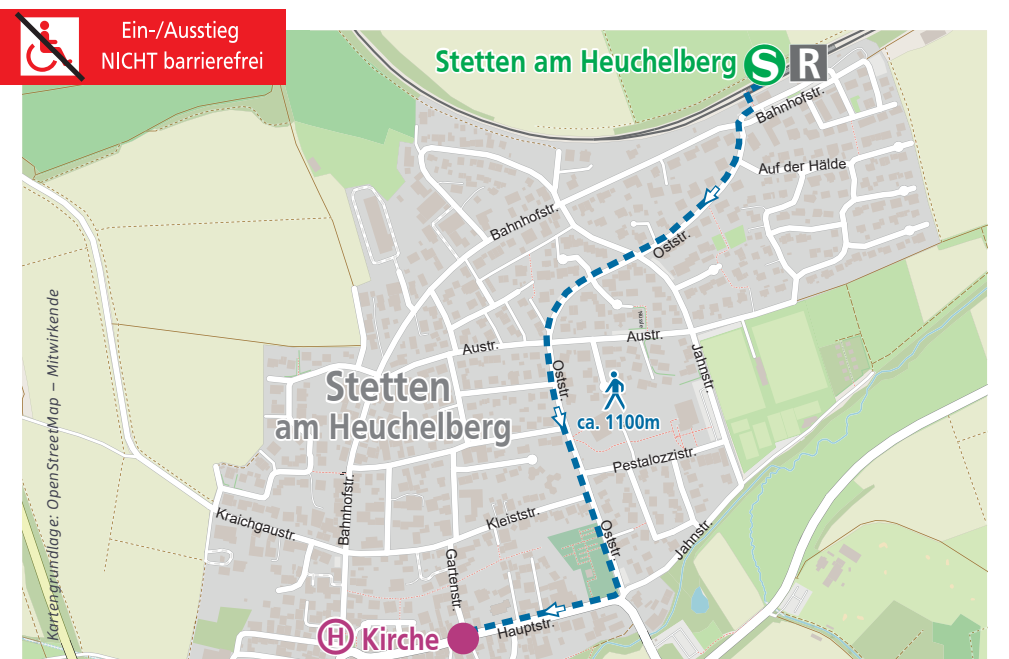 Ein-/Ausstieg
NICHT barrierefrei
Stetten am Heuchelberg S R
Bahnhofstr.
Auf der Hälde
Bahnhofstr.
Oststr.
Austr.
Austr.
Jahnstr.
Oststr.
Stetten
am Heuchelberg
ca. 1100m
Pestalozzistr.
Bahnhofstr.
Kraichgaustr.
Kleiststr.
Oststr.
Jahnstr.
Gartenstr.
Hauptstr.
H Kirche
Kartengrundlage: OpenStreetMap – Mitwirkende